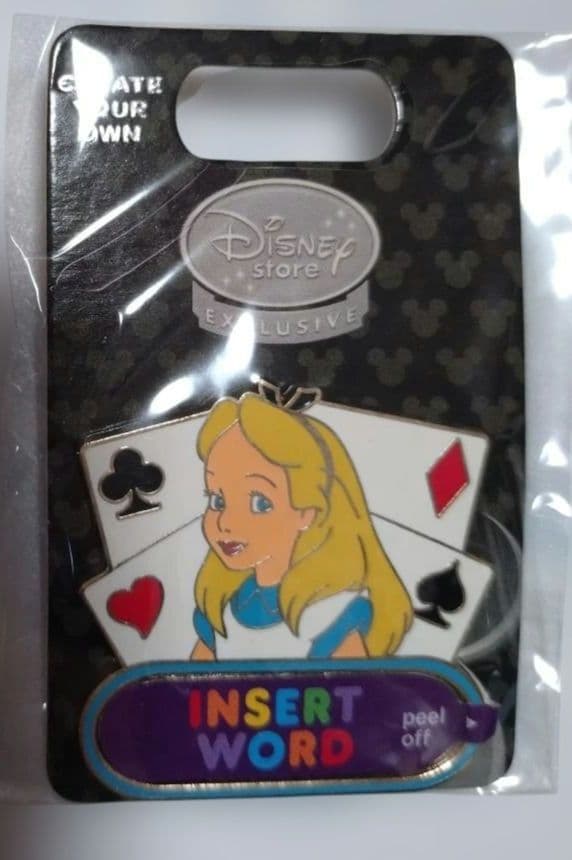 CREATE
YOUR
OWN
Disney
store
EXCLUSIVE
INSERT
WORD
peel
off